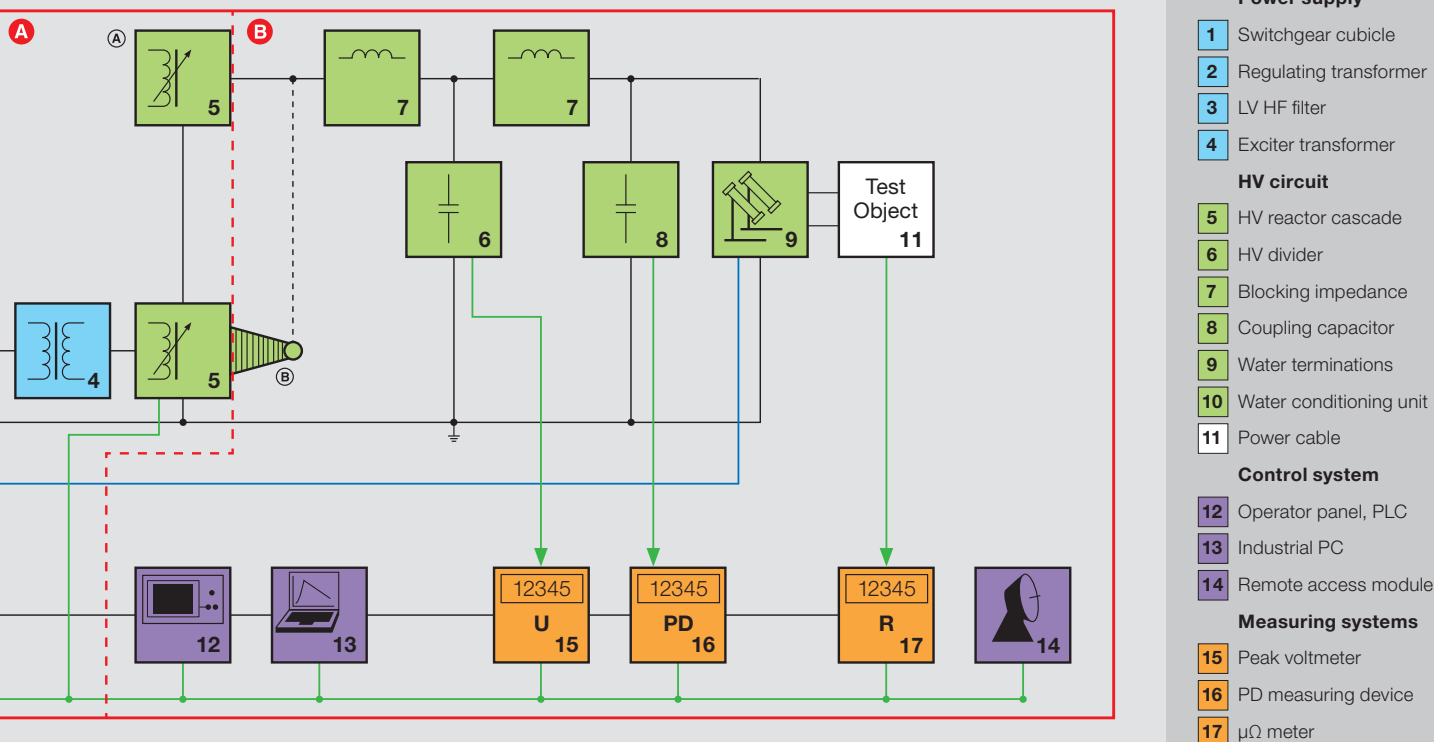 A
A
5
B
7
7
6
8
9
Test
Object
11
4
5
B
12
13
12345
U
15
12345
PD
16
12345
R
17
14
Power supply
1 Switchgear cubicle
2 Regulating transformer
3 LV HF filter
4 Exciter transformer
HV circuit
5 HV reactor cascade
6 HV divider
7 Blocking impedance
8 Coupling capacitor
9 Water terminations
10 Water conditioning unit
11 Power cable
Control system
12 Operator panel, PLC
13 Industrial PC
14 Remote access module
Measuring systems
15 Peak voltmeter
16 PD measuring device
17 μΩ meter